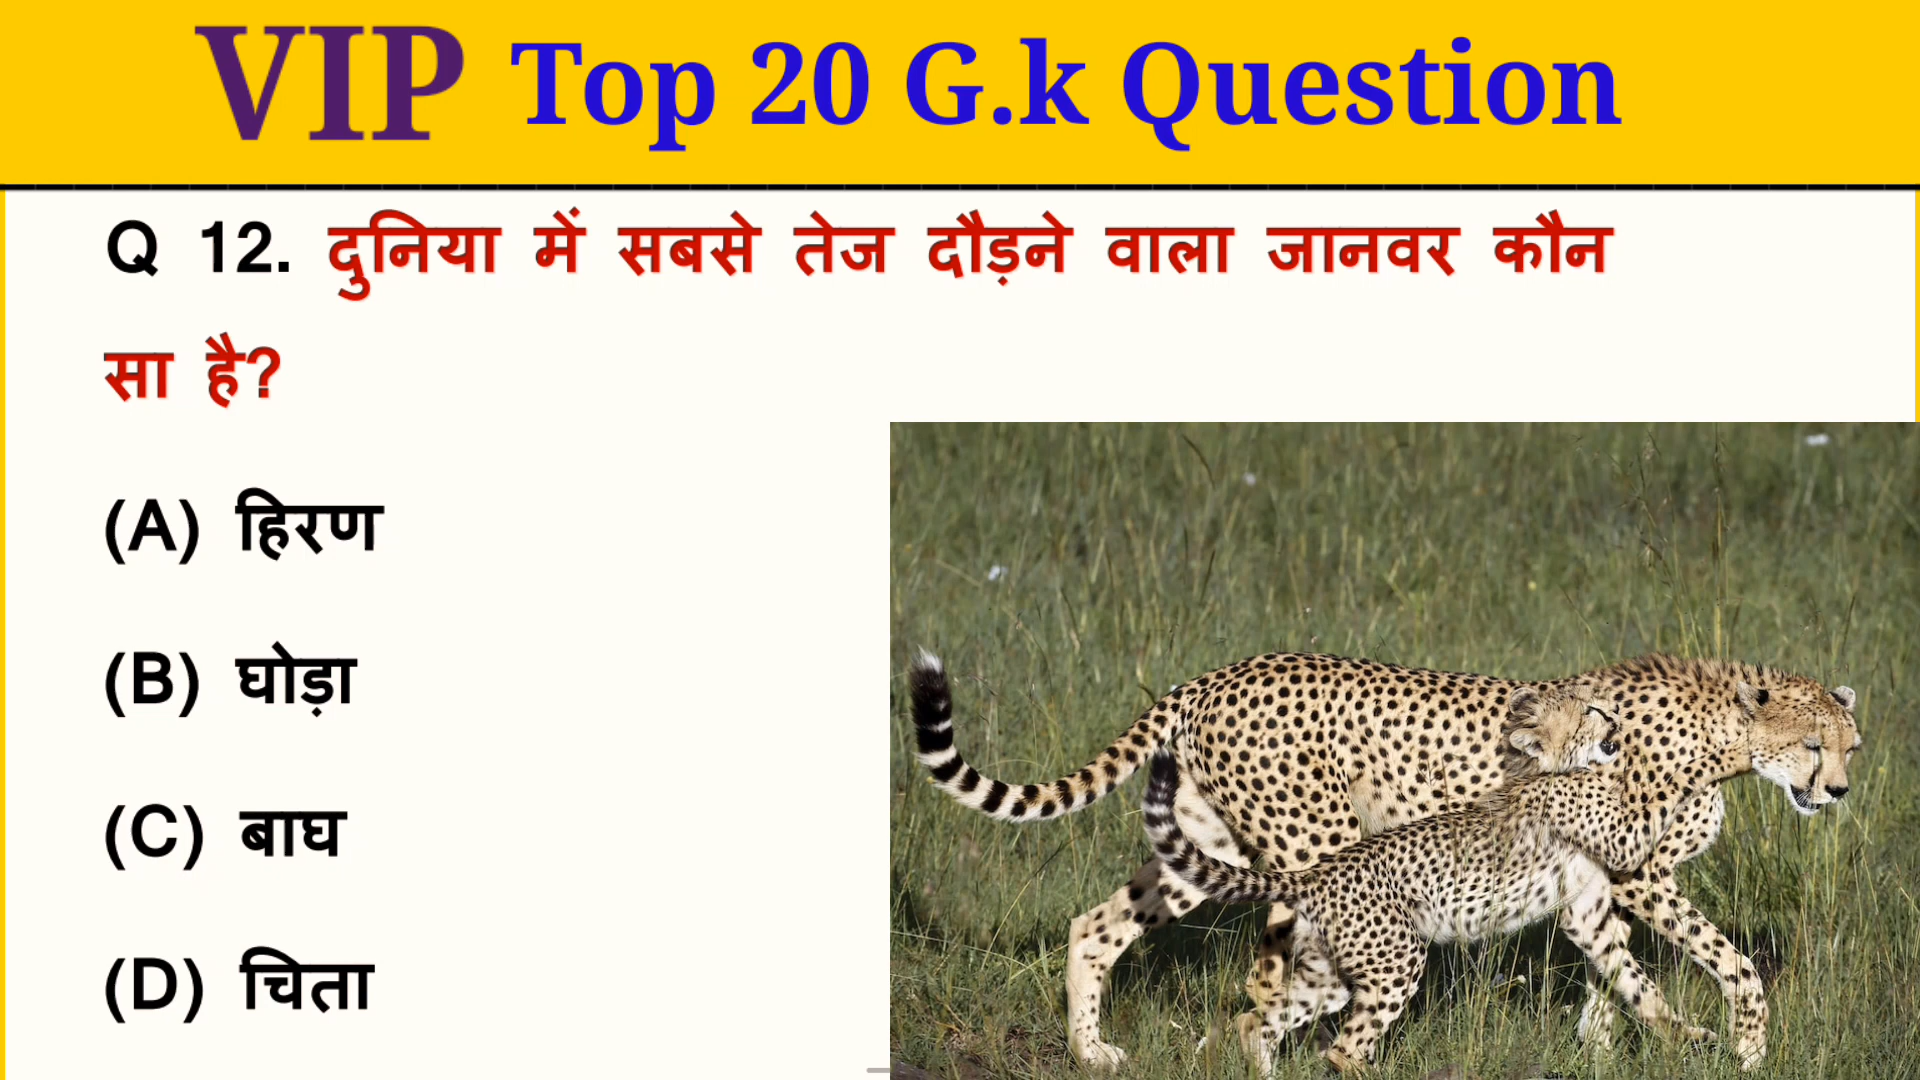 VIP Top 20 G.k Question
Q 12. दुनिया में सबसे तेज दौड़ने वाला जानवर कौन
सा है?
(A) हिरण
(B) घोड़ा
(C) बाघ
(D) चिता